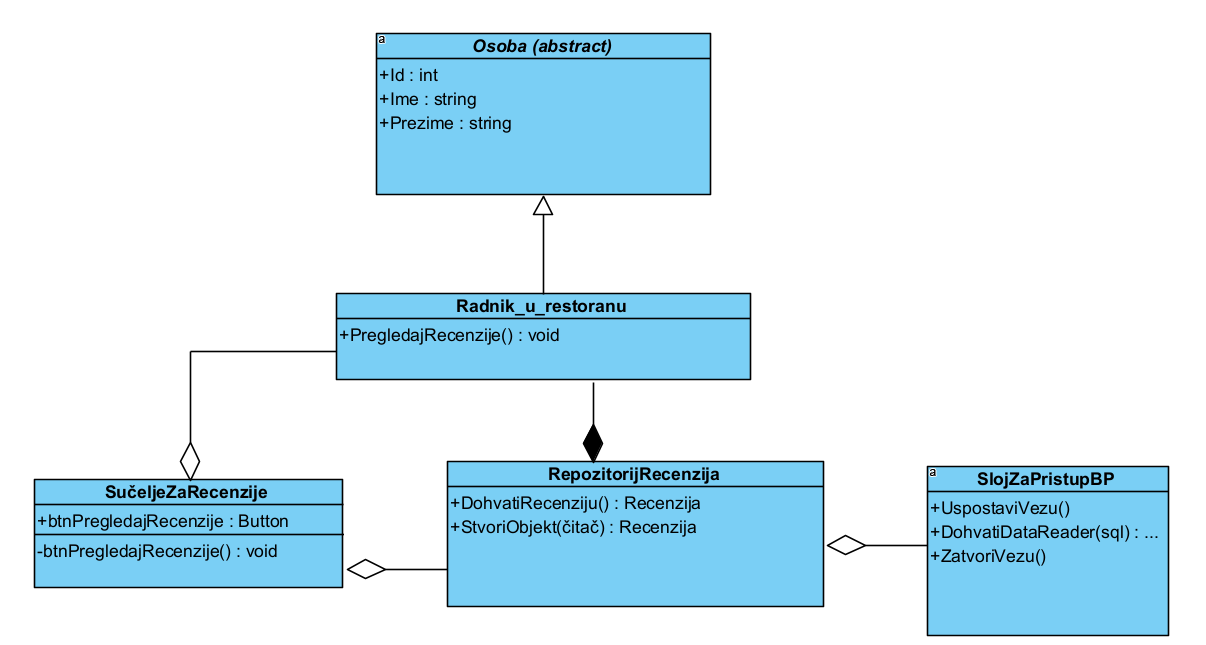 a
Osoba (abstract)
+Id : int
+Ime : string
+Prezime : string
Radnik_u_restoranu
+PregledajRecenzije() : void
SučeljeZaRecenzije
+btnPregledajRecenzije : Button
-btnPregledajRecenzije() : void
RepozitorijRecenzija
+DohvatiRecenziju() : Recenzija
+StvoriObjekt(čitač) : Recenzija
a
SlojZaPristupBP
+UspostaviVezu()
+DohvatiDataReader(sql) : ...
+ZatvoriVezu()